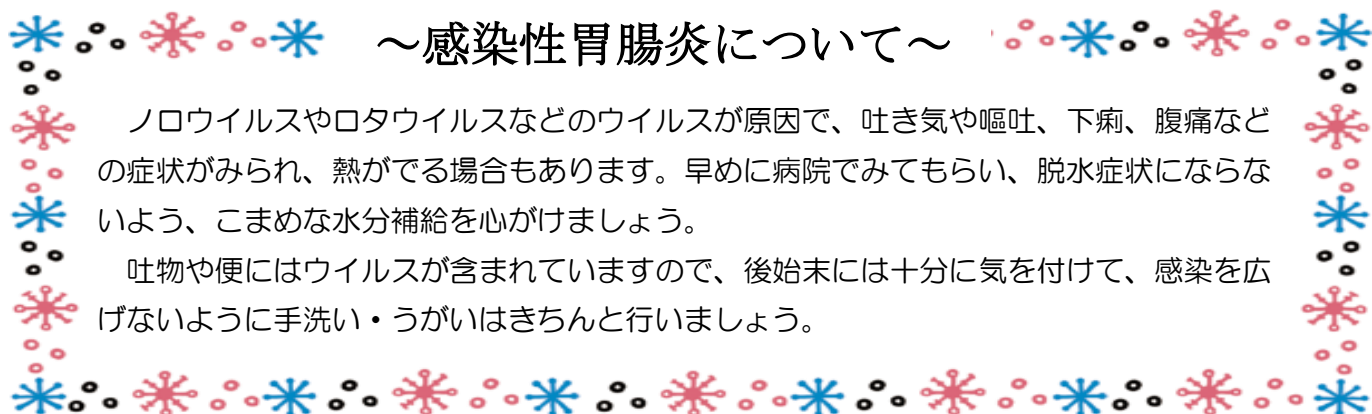 ～感染性胃腸炎について～
ノロウイルスやロタウイルスなどのウイルスが原因で、吐き気や嘔吐、下痢、腹痛など
の症状がみられ、熱がでる場合もあります。早めに病院でみてもらい、脱水症状にならな
いよう、こまめな水分補給を心がけましょう。
吐物や便にはウイルスが含まれていますので、後始末には十分に気を付けて、感染を広
げないように手洗い・うがいはきちんと行いましょう。